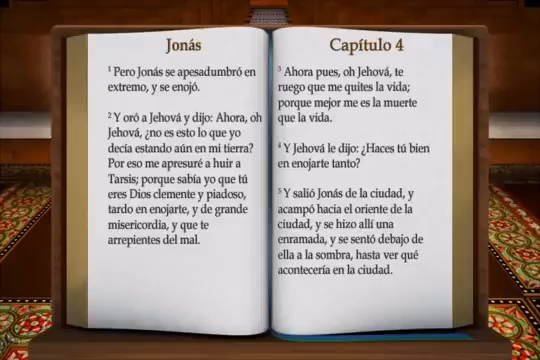 Jonás
¹ Pero Jonás se apesadumbró en
extremo, y se enojó.
² Y oró a Jehová y dijo: Ahora, oh
Jehová, ¿no es esto lo que yo
decía estando aún en mi tierra?
Por eso me apresuré a huir a
Tarsis; porque sabía yo que tú
eres Dios clemente y piadoso,
tardo en enojarte, y de grande
misericordia, y que te
arrepientes del mal.
Capítulo 4
³ Ahora pues, oh Jehová, te
ruego que me quites la vida;
porque mejor me es la muerte
que la vida.
⁴ Y Jehová le dijo: ¿Haces tú bien
en enojarte tanto?
⁵ Y salió Jonás de la ciudad, y
acampó hacia el oriente de la
ciudad, y se hizo allí una
enramada, y se sentó debajo de
ella a la sombra, hasta ver qué
acontecería en la ciudad.